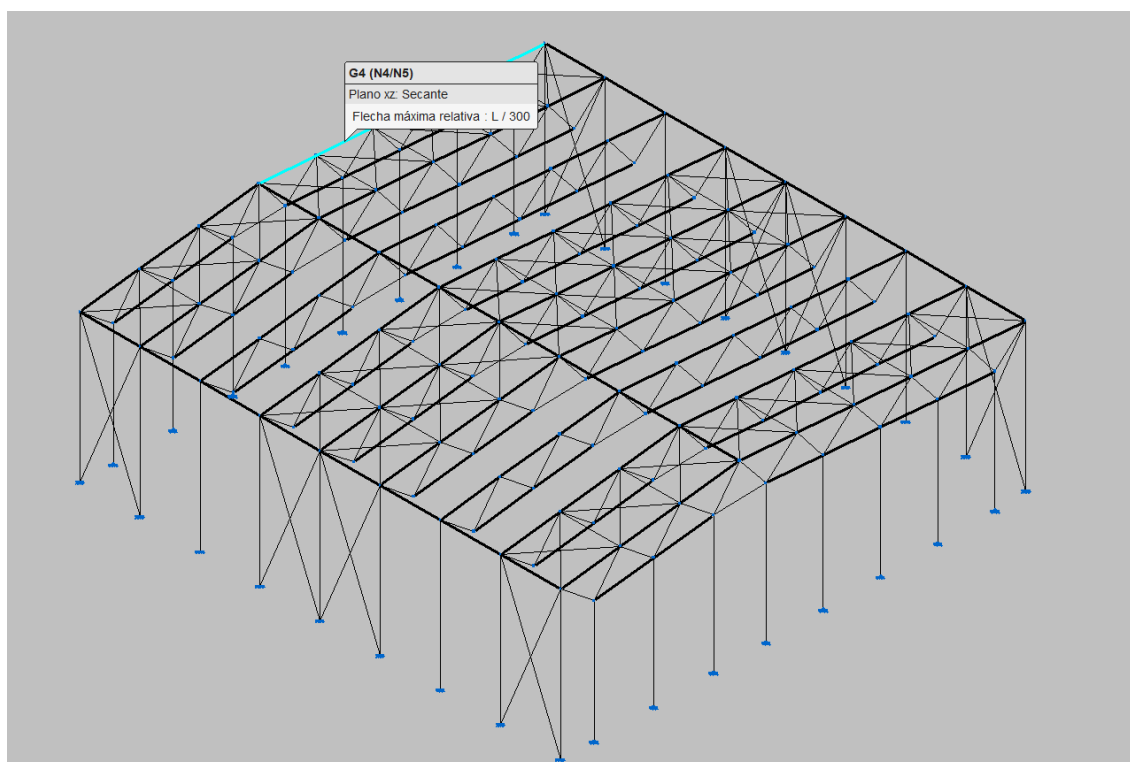 G4 (N4/N5)
Plano xz: Secante
Flecha máxima relativa : L / 300